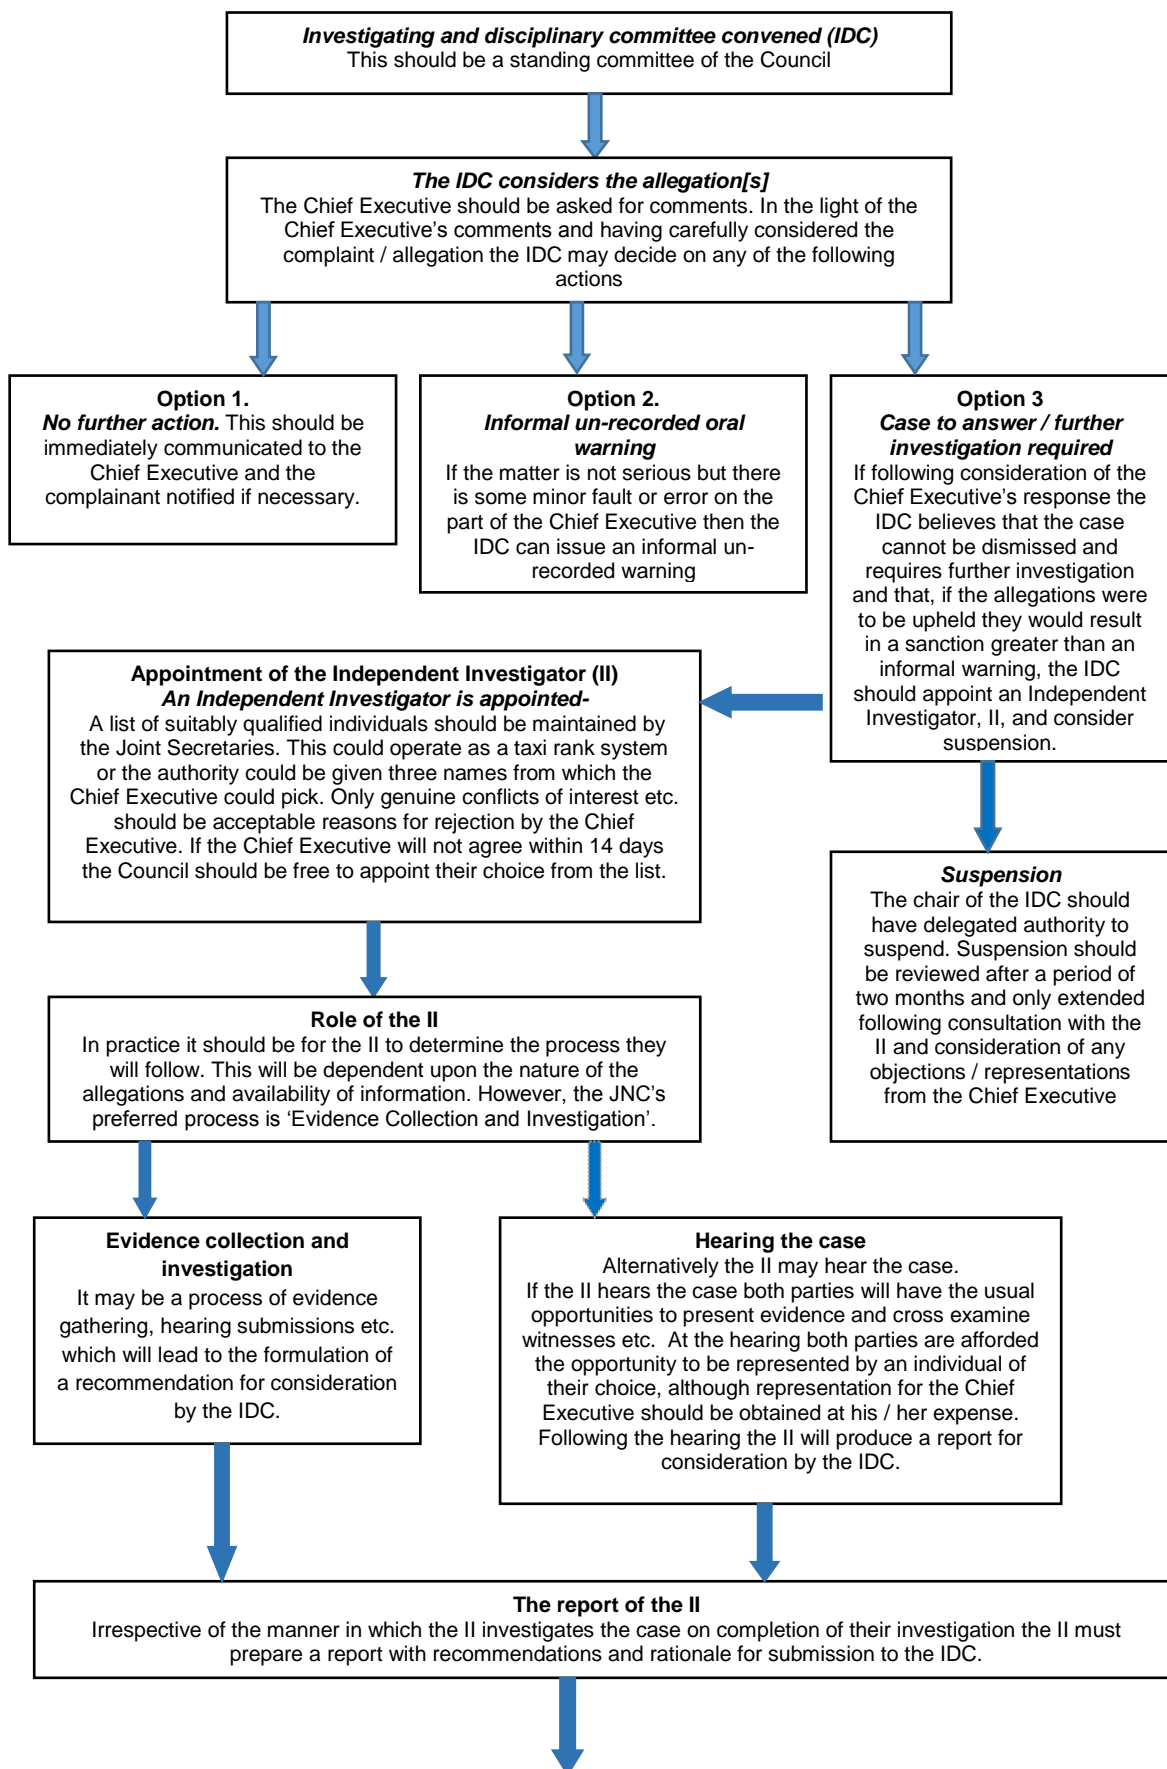 Investigating and disciplinary committee convened (IDC)
This should be a standing committee of the Council
The IDC considers the allegation[s]
The Chief Executive should be asked for comments. In the light of the
Chief Executive's comments and having carefully considered the
complaint / allegation the IDC may decide on any of the following
actions
Option 1.
No further action. This should be
immediately communicated to the
Chief Executive and the
complainant notified if necessary.
Option 2.
Informal un-recorded oral
warning
If the matter is not serious but there
is some minor fault or error on the
part of the Chief Executive then the
IDC can issue an informal un-
recorded warning
Option 3
Case to answer / further
investigation required
If following consideration of the
Chief Executive's response the
IDC believes that the case
cannot be dismissed and
requires further investigation
and that, if the allegations were
to be upheld they would result
in a sanction greater than an
informal warning, the IDC
should appoint an Independent
Investigator, II, and consider
suspension.
Appointment of the Independent Investigator (II)
An Independent Investigator is appointed-
A list of suitably qualified individuals should be maintained by
the Joint Secretaries. This could operate as a taxi rank system
or the authority could be given three names from which the
Chief Executive could pick. Only genuine conflicts of interest etc.
should be acceptable reasons for rejection by the Chief
Executive. If the Chief Executive will not agree within 14 days
the Council should be free to appoint their choice from the list.
Suspension
The chair of the IDC should
have delegated authority to
suspend. Suspension should
be reviewed after a period of
two months and only extended
following consultation with the
II and consideration of any
objections / representations
from the Chief Executive
Role of the II
In practice it should be for the II to determine the process they
will follow. This will be dependent upon the nature of the
allegations and availability of information. However, the JNC's
preferred process is ‘Evidence Collection and Investigation’.
Evidence collection and
investigation
It may be a process of evidence
gathering, hearing submissions etc.
which will lead to the formulation of
a recommendation for consideration
by the IDC.
Hearing the case
Alternatively the II may hear the case.
If the II hears the case both parties will have the usual
opportunities to present evidence and cross examine
witnesses etc.  At the hearing both parties are afforded
the opportunity to be represented by an individual of
their choice, although representation for the Chief
Executive should be obtained at his / her expense.
Following the hearing the II will produce a report for
consideration by the IDC.
The report of the II
Irrespective of the manner in which the II investigates the case on completion of their investigation the II must
prepare a report with recommendations and rationale for submission to the IDC.